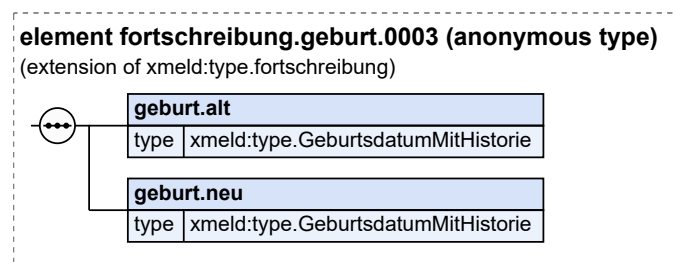 element fortschreibung.geburt.0003 (anonymous type)
(extension of xmeld:type.fortschreibung)
geburt.alt
type xmeld:type.GeburtsdatumMitHistorie
geburt.neu
type xmeld:type.GeburtsdatumMitHistorie